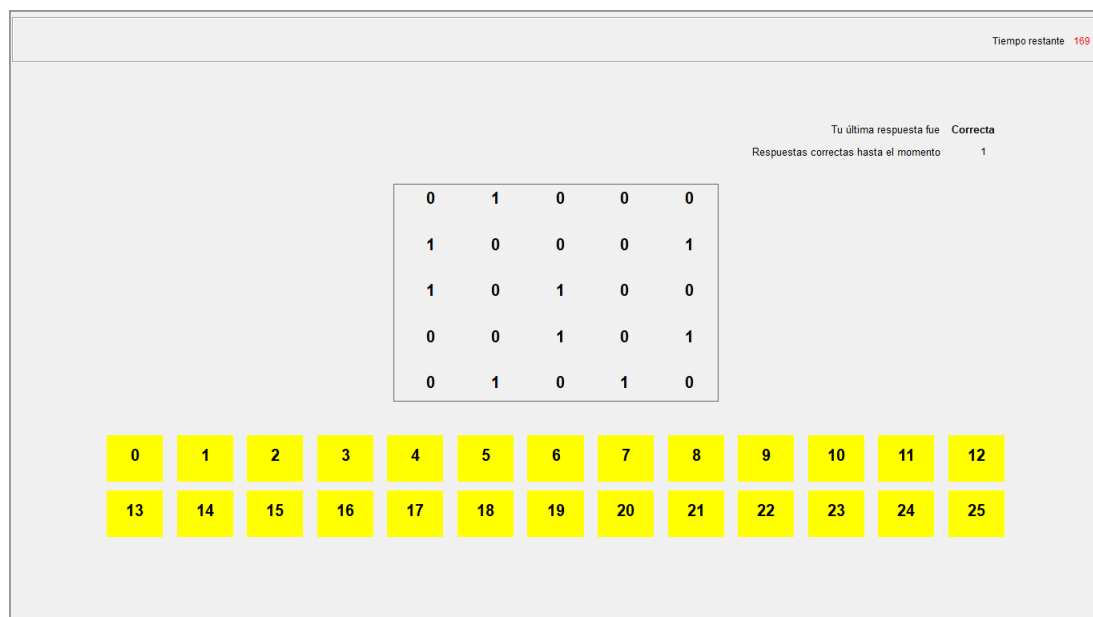 Tiempo restante 169
Tu última respuesta fue Correcta
Respuestas correctas hasta el momento 1
0 1 0 0 0
1 0 0 0 1
1 0 1 0 0
0 0 1 0 1
0 1 0 1 0
0 1 2 3 4 5 6 7 8 9 10 11 12
13 14 15 16 17 18 19 20 21 22 23 24 25